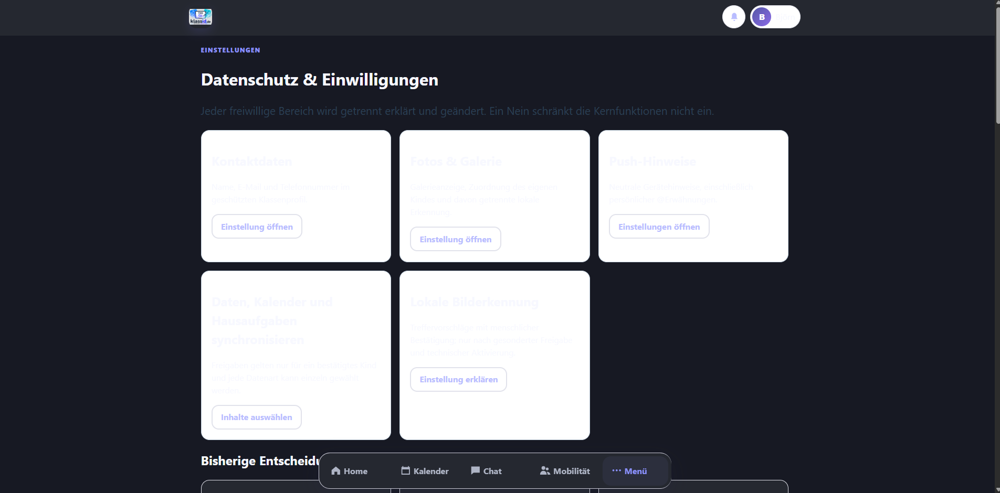 THG
klassid.de
B
Björn
EINSTELLUNGEN
Datenschutz & Einwilligungen
Jeder freiwillige Bereich wird getrennt erklärt und geändert. Ein Nein schränkt die Kernfunktionen nicht ein.
Kontaktdaten
Name, E-Mail und Telefonnummer im
geschützten Klassenprofil.
Einstellung öffnen
Fotos & Galerie
Galerieanzeige, Zuordnung des eigenen
Kindes und davon getrennte lokale
Erkennung.
Einstellung öffnen
Push-Hinweise
Neutrale Gerätehinweise, einschließlich
persönlicher @Erwähnungen.
Einstellungen öffnen
Daten, Kalender und
Hausaufgaben
synchronisieren
Freigaben gelten nur für ein bestätigtes Kind
und jede Datenart kann einzeln gewählt
werden.
Inhalte auswählen
Lokale Bilderkennung
Treffervorschläge mit menschlicher
Bestätigung; nur nach gesonderter Freigabe
und technischer Aktivierung.
Einstellung erklären
Bisherige Entscheidu
Home
Kalender
Chat
Mobilität
Menü